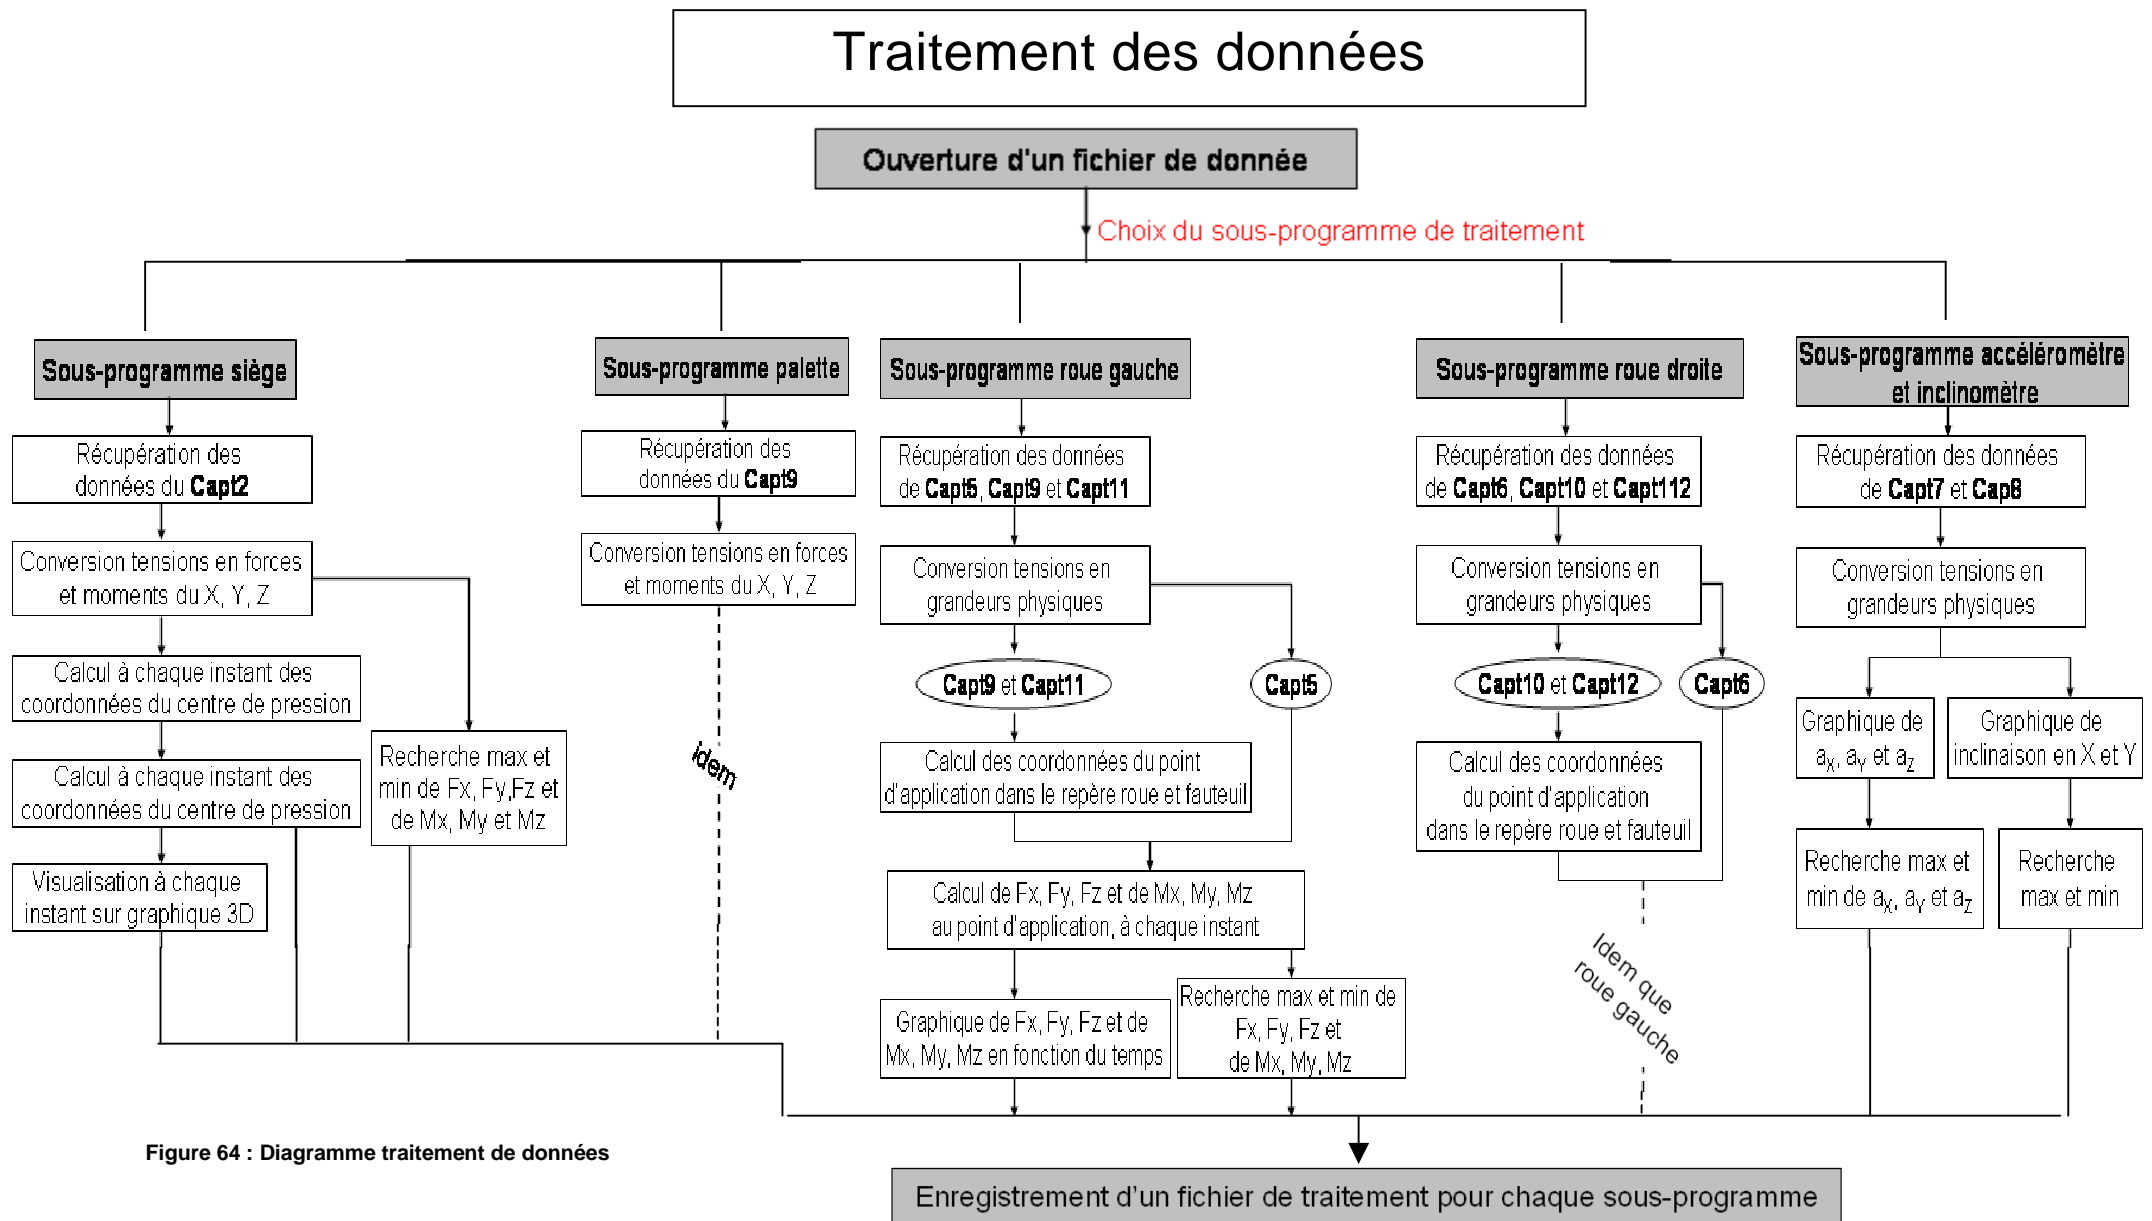 Traitement des données
Ouverture d'un fichier de donnée
Choix du sous-programme de traitement
Sous-programme siège
Récupération des
données du Capt2
Conversion tensions en forces
et moments du X, Y, Z
Calcul à chaque instant des
coordonnées du centre de pression
Calcul à chaque instant des
coordonnées du centre de pression
Visualisation à chaque
instant sur graphique 3D
Recherche max et
min de Fx, Fy,Fz et
de Mx, My et Mz
Sous-programme palette
Récupération des
données du Capt9
Conversion tensions en forces
et moments du X, Y, Z
idem
Sous-programme roue gauche
Récupération des données
de Capt5, Capt9 et Capt11
Conversion tensions en
grandeurs physiques
Capt9 et Capt11
Capt5
Calcul des coordonnées du point
d'application dans le repère roue et fauteuil
Calcul de Fx, Fy, Fz et de Mx, My, Mz
au point d'application, à chaque instant
Graphique de Fx, Fy, Fz et de
Mx, My, Mz en fonction du temps
Recherche max et min de
Fx, Fy, Fz et
de Mx, My, Mz
Sous-programme roue droite
Récupération des données
de Capt6, Capt10 et Capt112
Conversion tensions en
grandeurs physiques
Capt10 et Capt12
Capt6
Calcul des coordonnées
du point d'application
dans le repère roue et fauteuil
Idem que
roue gauche
Sous-programme accéléromètre
et inclinomètre
Récupération des données
de Capt7 et Cap8
Conversion tensions en
grandeurs physiques
Graphique de
aX, aY et aZ
Graphique de
inclinaison en X et Y
Recherche max et
min de aX, aY et aZ
Recherche
max et min
Figure 64 : Diagramme traitement de données
Enregistrement d'un fichier de traitement pour chaque sous-programme